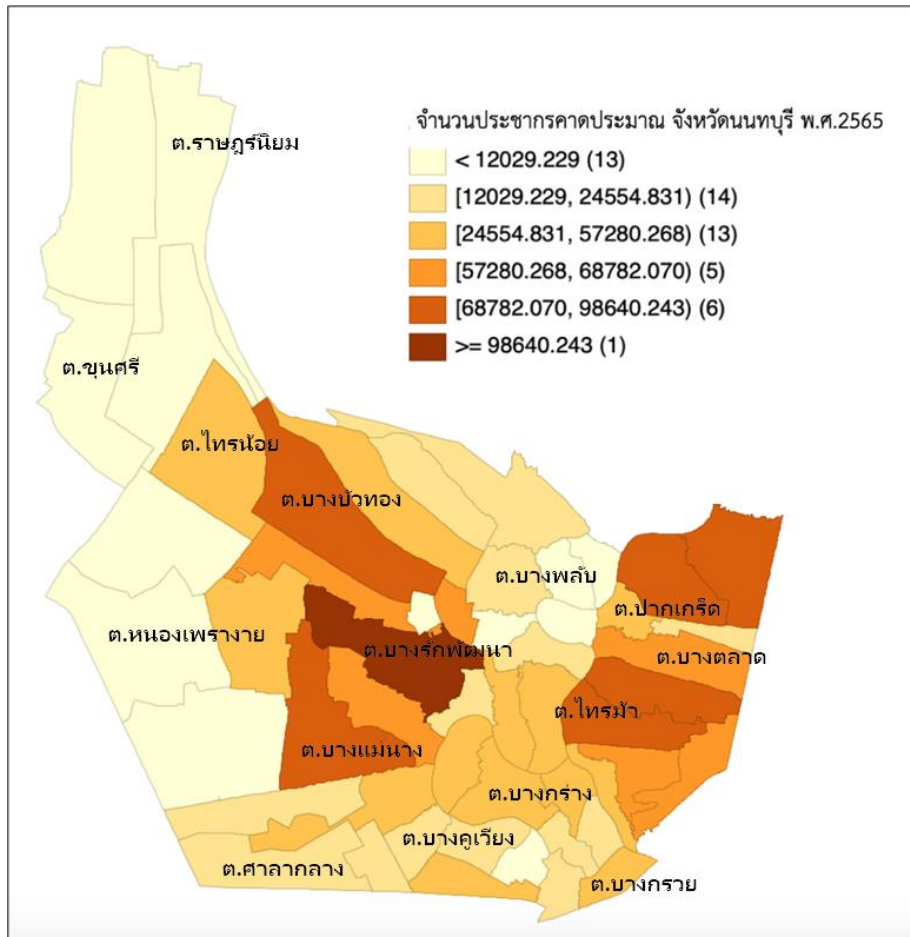 จำนวนประชากรคาดประมาณ จังหวัดนนทบุรี พ.ศ.2565
< 12029.229 (13)
[12029.229, 24554.831) (14)
[24554.831, 57280.268) (13)
[57280.268, 68782.070) (5)
[68782.070, 98640.243) (6)
>= 98640.243 (1)
ต.ราษฎร์นิยม
ต.ขุนศรี
ต.ไทรน้อย
ต.บางบัวทอง
ต.บางพลับ
ต.ปากเกร็ด
ต.หนองเพรางาย
ต.บางรักพัฒนา
ต.บางตลาด
ต.ไทรม้า
ต.บางแม่นาง
ต.บางกร่าง
ต.บางคูเวียง
ต.ศาลากลาง
ต.บางกรวย